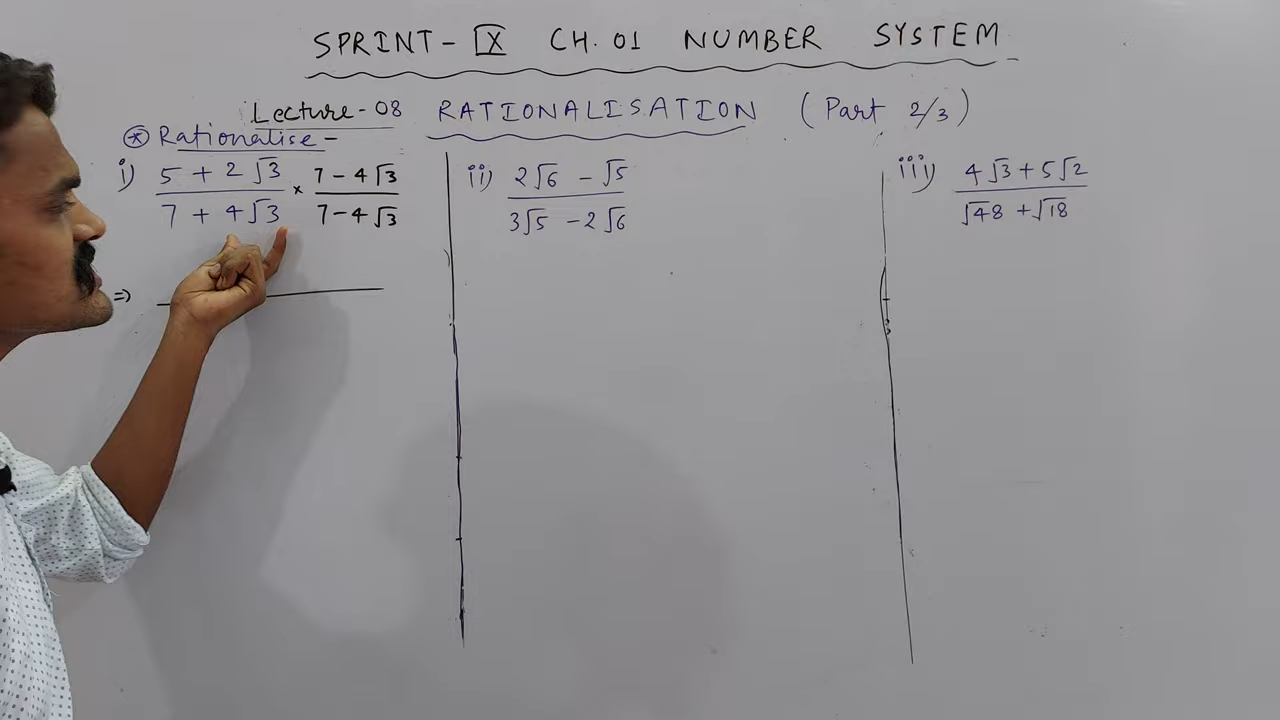 SPRINT-IX CH.01 NUMBER SYSTEM
Lecture-08 RATIONALISATION (Part 2/3)
⊛ Rationalise -
i) (5 + 2√3)/(7 + 4√3) × (7 - 4√3)/(7 - 4√3)
ii) (2√6 - √5)/(3√5 - 2√6)
iii) (4√3 + 5√2)/(√48 + √18)
⇒